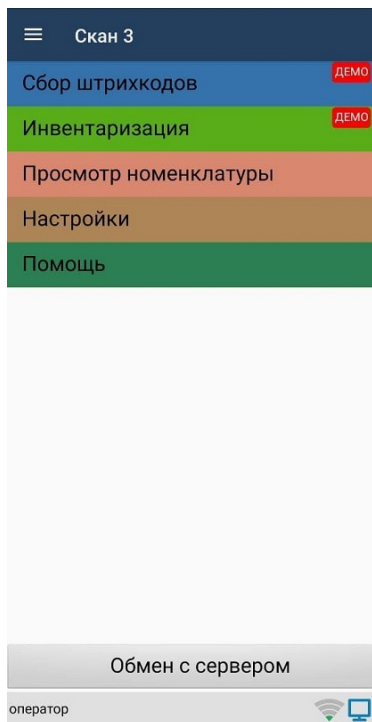 Скан 3
Сбор штрихкодов ДЕМО
Инвентаризация ДЕМО
Просмотр номенклатуры
Настройки
Помощь
Обмен с сервером
оператор